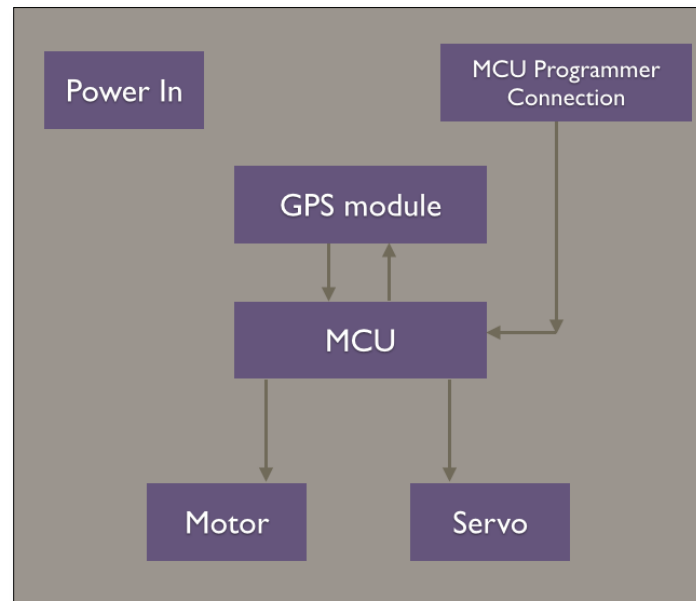 Power In
MCU Programmer
Connection
GPS module
MCU
Motor
Servo